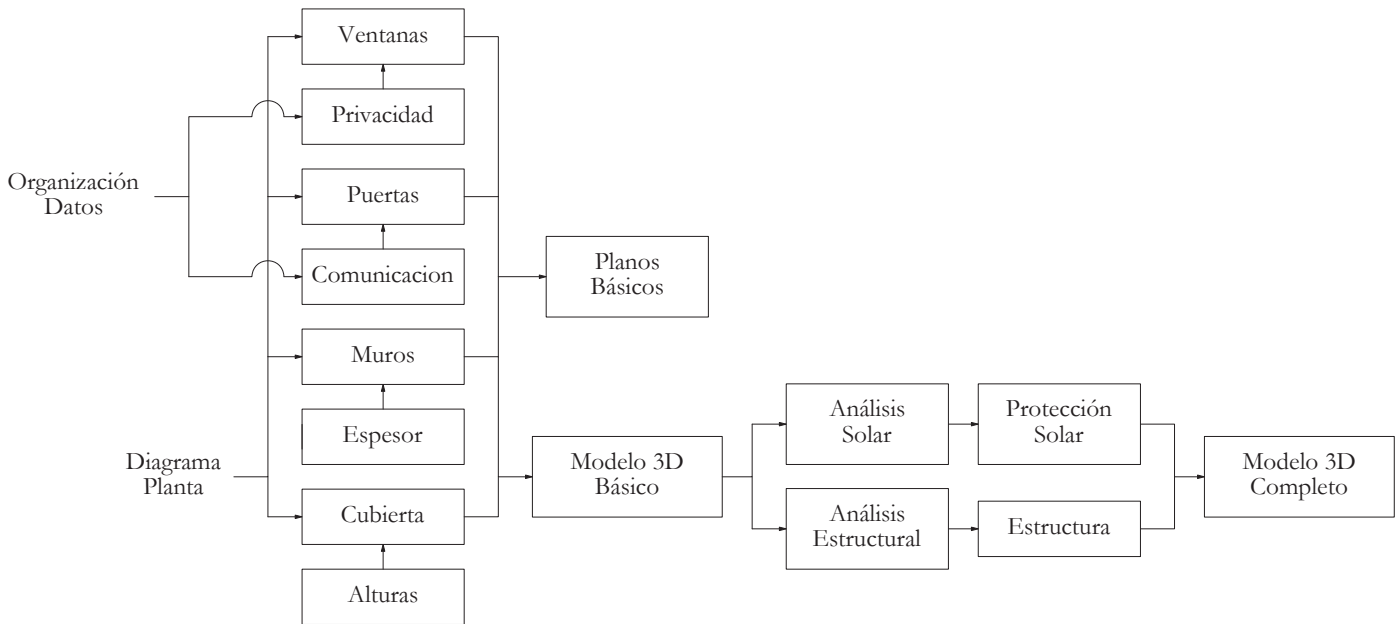 Ventanas
Privacidad
Organización
Datos
Puertas
Comunicacion
Planos
Básicos
Muros
Espesor
Diagrama
Planta
Cubierta
Alturas
Modelo 3D
Básico
Análisis
Solar
Protección
Solar
Análisis
Estructural
Estructura
Modelo 3D
Completo